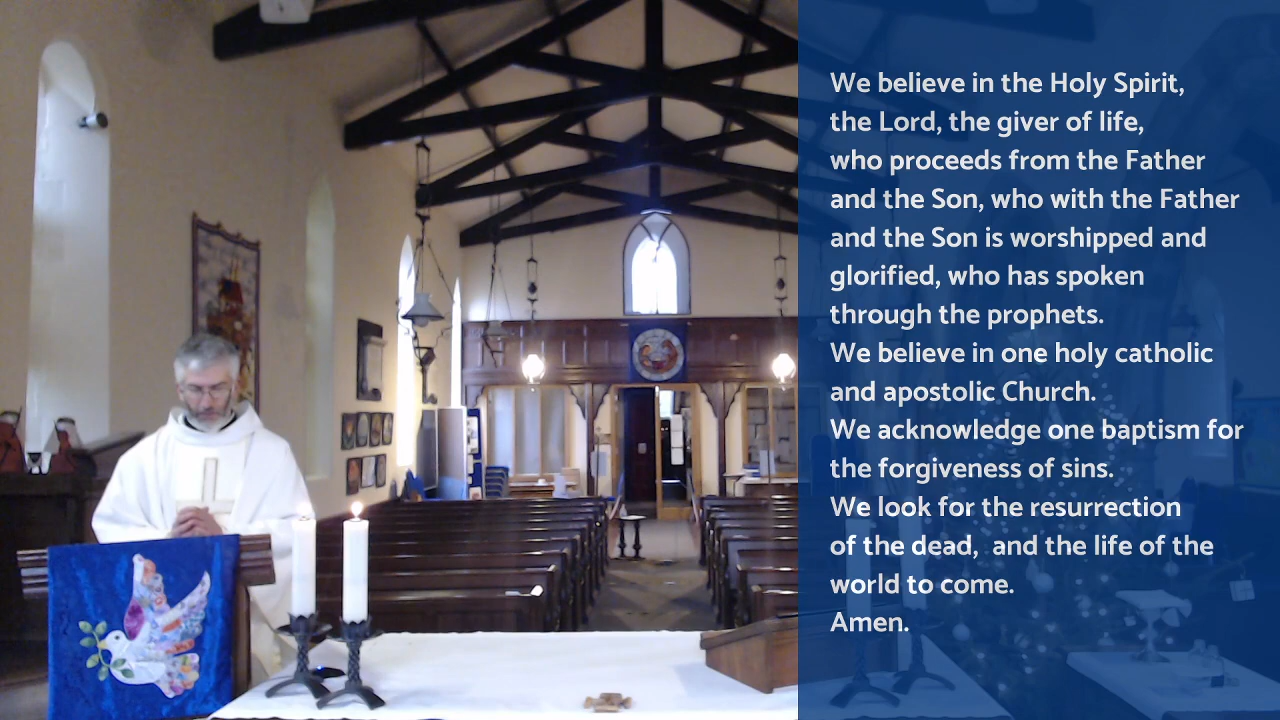 We believe in the Holy Spirit,
the Lord, the giver of life,
who proceeds from the Father
and the Son, who with the Father
and the Son is worshipped and
glorified, who has spoken
through the prophets.
We believe in one holy catholic
and apostolic Church.
We acknowledge one baptism for
the forgiveness of sins.
We look for the resurrection
of the dead,  and the life of the
world to come.
Amen.